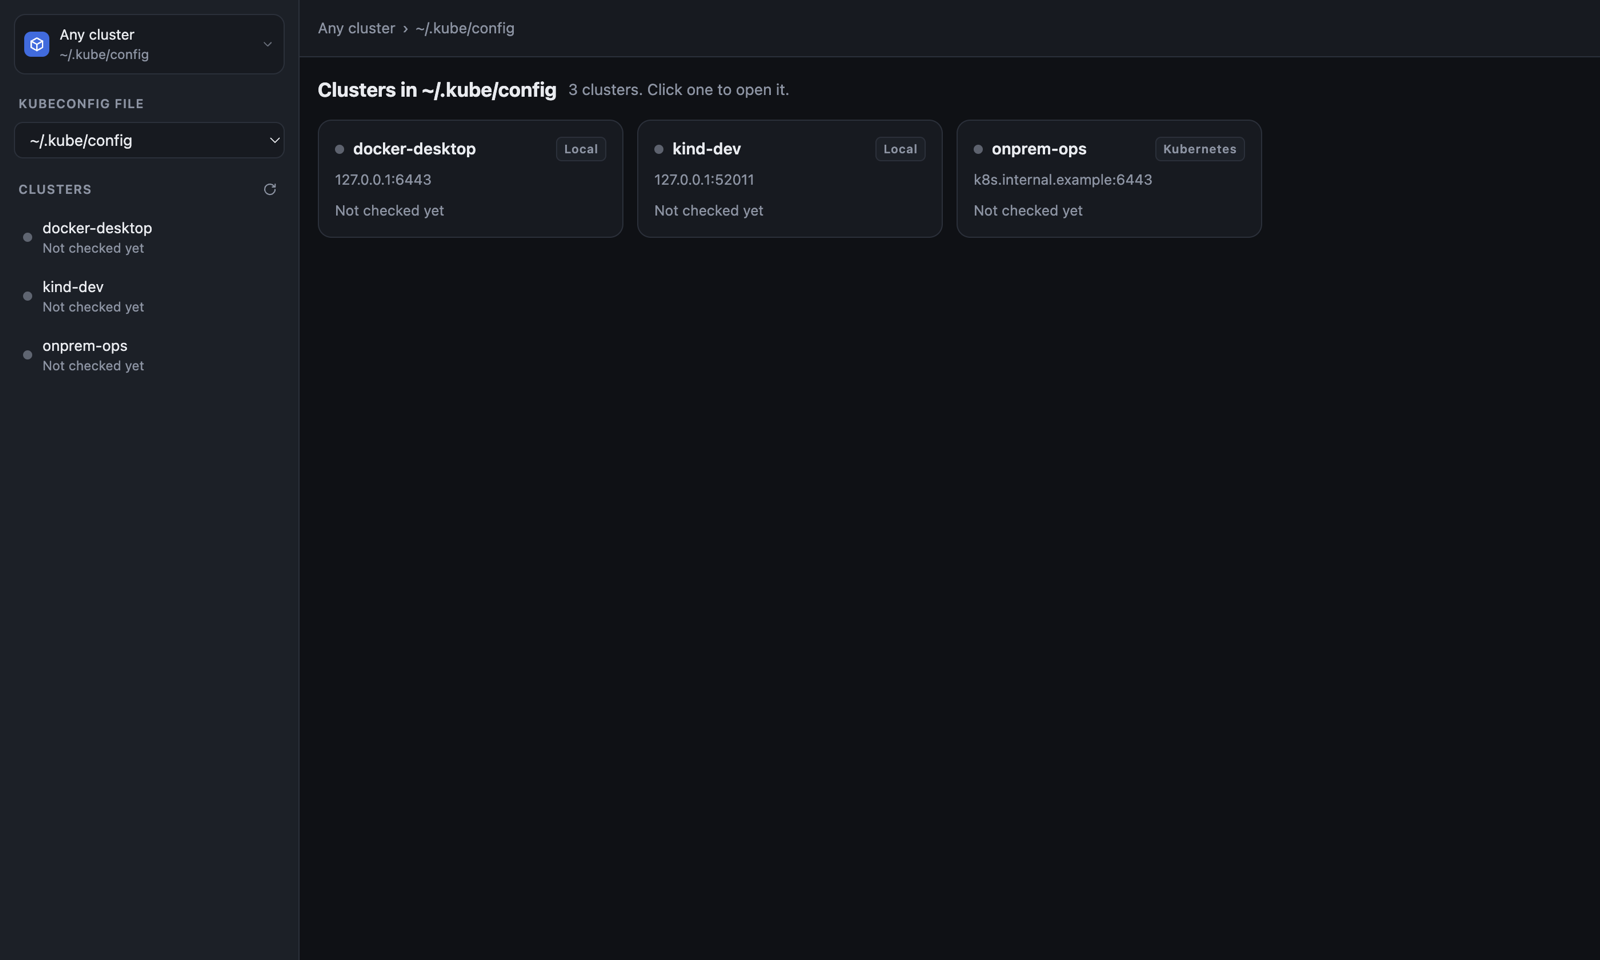 Any cluster
~/.kube/config
KUBECONFIG FILE
~/.kube/config
CLUSTERS
docker-desktop
Not checked yet
kind-dev
Not checked yet
onprem-ops
Not checked yet
Any cluster › ~/.kube/config
Clusters in ~/.kube/config 3 clusters. Click one to open it.
docker-desktop Local
127.0.0.1:6443
Not checked yet
kind-dev Local
127.0.0.1:52011
Not checked yet
onprem-ops Kubernetes
k8s.internal.example:6443
Not checked yet